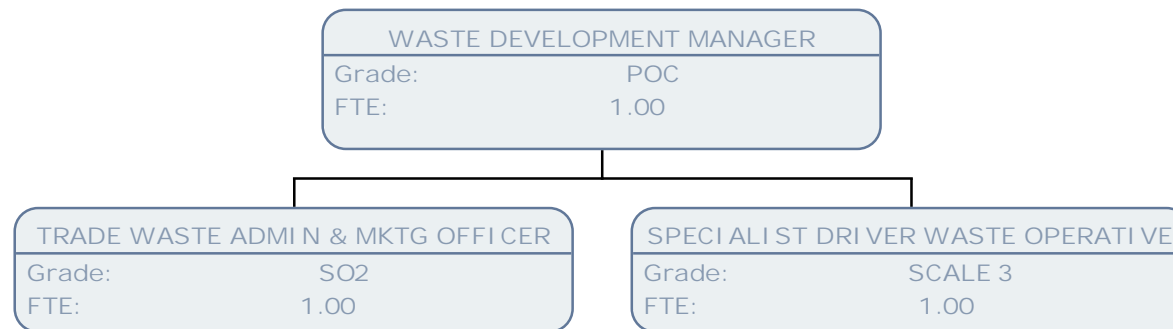 WASTE DEVELOPMENT MANAGER
Grade: POC
FTE: 1.00
TRADE WASTE ADMIN & MKTG OFFICER
Grade: SO2
FTE: 1.00
SPECIALIST DRIVER WASTE OPERATIVE
Grade: SCALE 3
FTE: 1.00